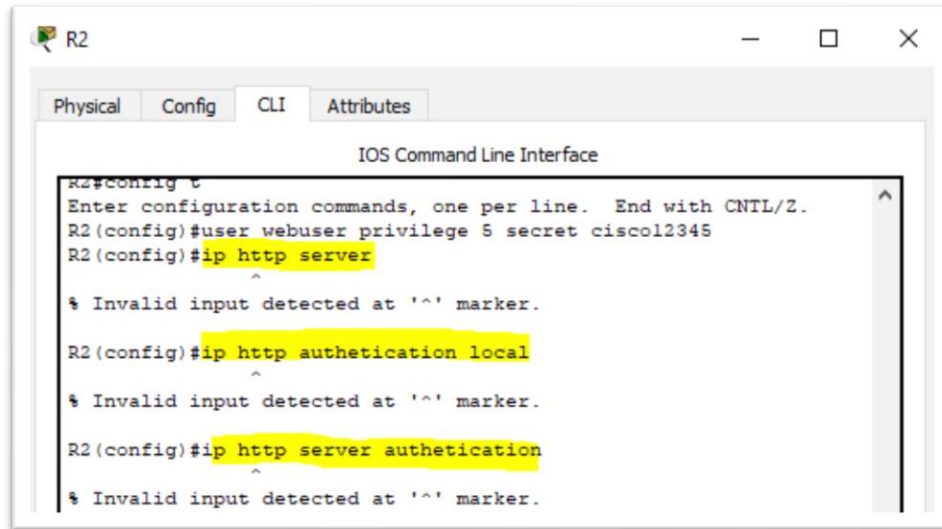 R2
Physical Config CLI Attributes
IOS Command Line Interface
R2#config t
Enter configuration commands, one per line. End with CNTL/Z.
R2(config)#user webuser privilege 5 secret cisco12345
R2(config)#ip http server
^
% Invalid input detected at '^' marker.
R2(config)#ip http authetication local
^
% Invalid input detected at '^' marker.
R2(config)#ip http server authetication
^
% Invalid input detected at '^' marker.